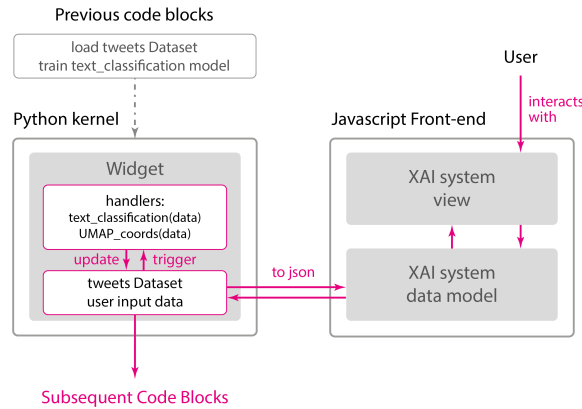 Previous code blocks
load tweets Dataset
train text_classification model
User
interacts
with
Python kernel
Javascript Front-end
Widget
handlers:
text_classification(data)
UMAP_coords(data)
update
trigger
tweets Dataset
user input data
to json
XAI system
view
XAI system
data model
Subsequent Code Blocks